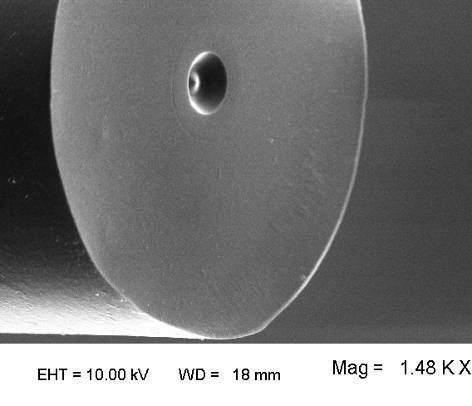 EHT = 10.00 kV WD = 18 mm Mag = 1.48 K X